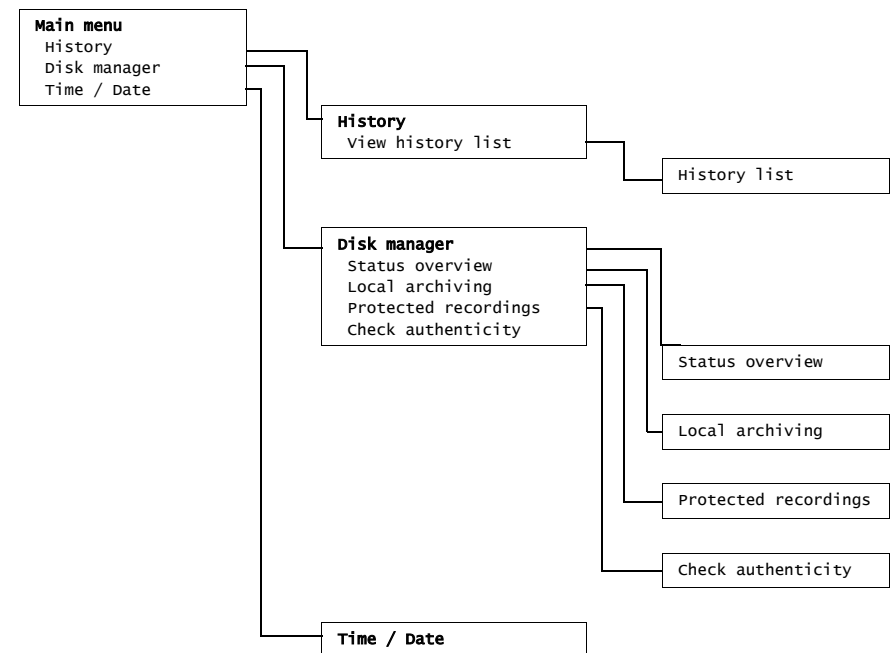 Main menu
History
Disk manager
Time / Date
History
View history list
History list
Disk manager
Status overview
Local archiving
Protected recordings
Check authenticity
Status overview
Local archiving
Protected recordings
Check authenticity
Time / Date